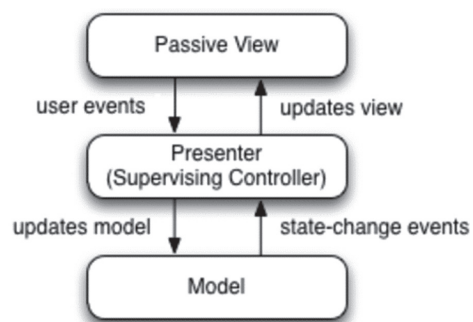 Passive View
user events
updates view
Presenter
(Supervising Controller)
updates model
state-change events
Model